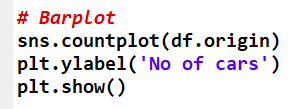 # Barplot
sns.countplot(df.origin)
plt.ylabel('No of cars')
plt.show()